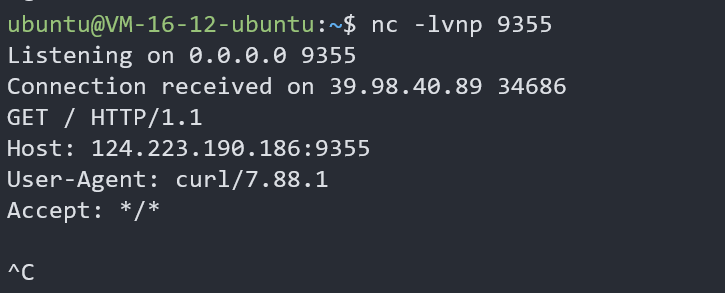 ubuntu@VM-16-12-ubuntu:~$ nc -lvnp 9355
Listening on 0.0.0.0 9355
Connection received on 39.98.40.89 34686
GET / HTTP/1.1
Host: 124.223.190.186:9355
User-Agent: curl/7.88.1
Accept: */*

^C